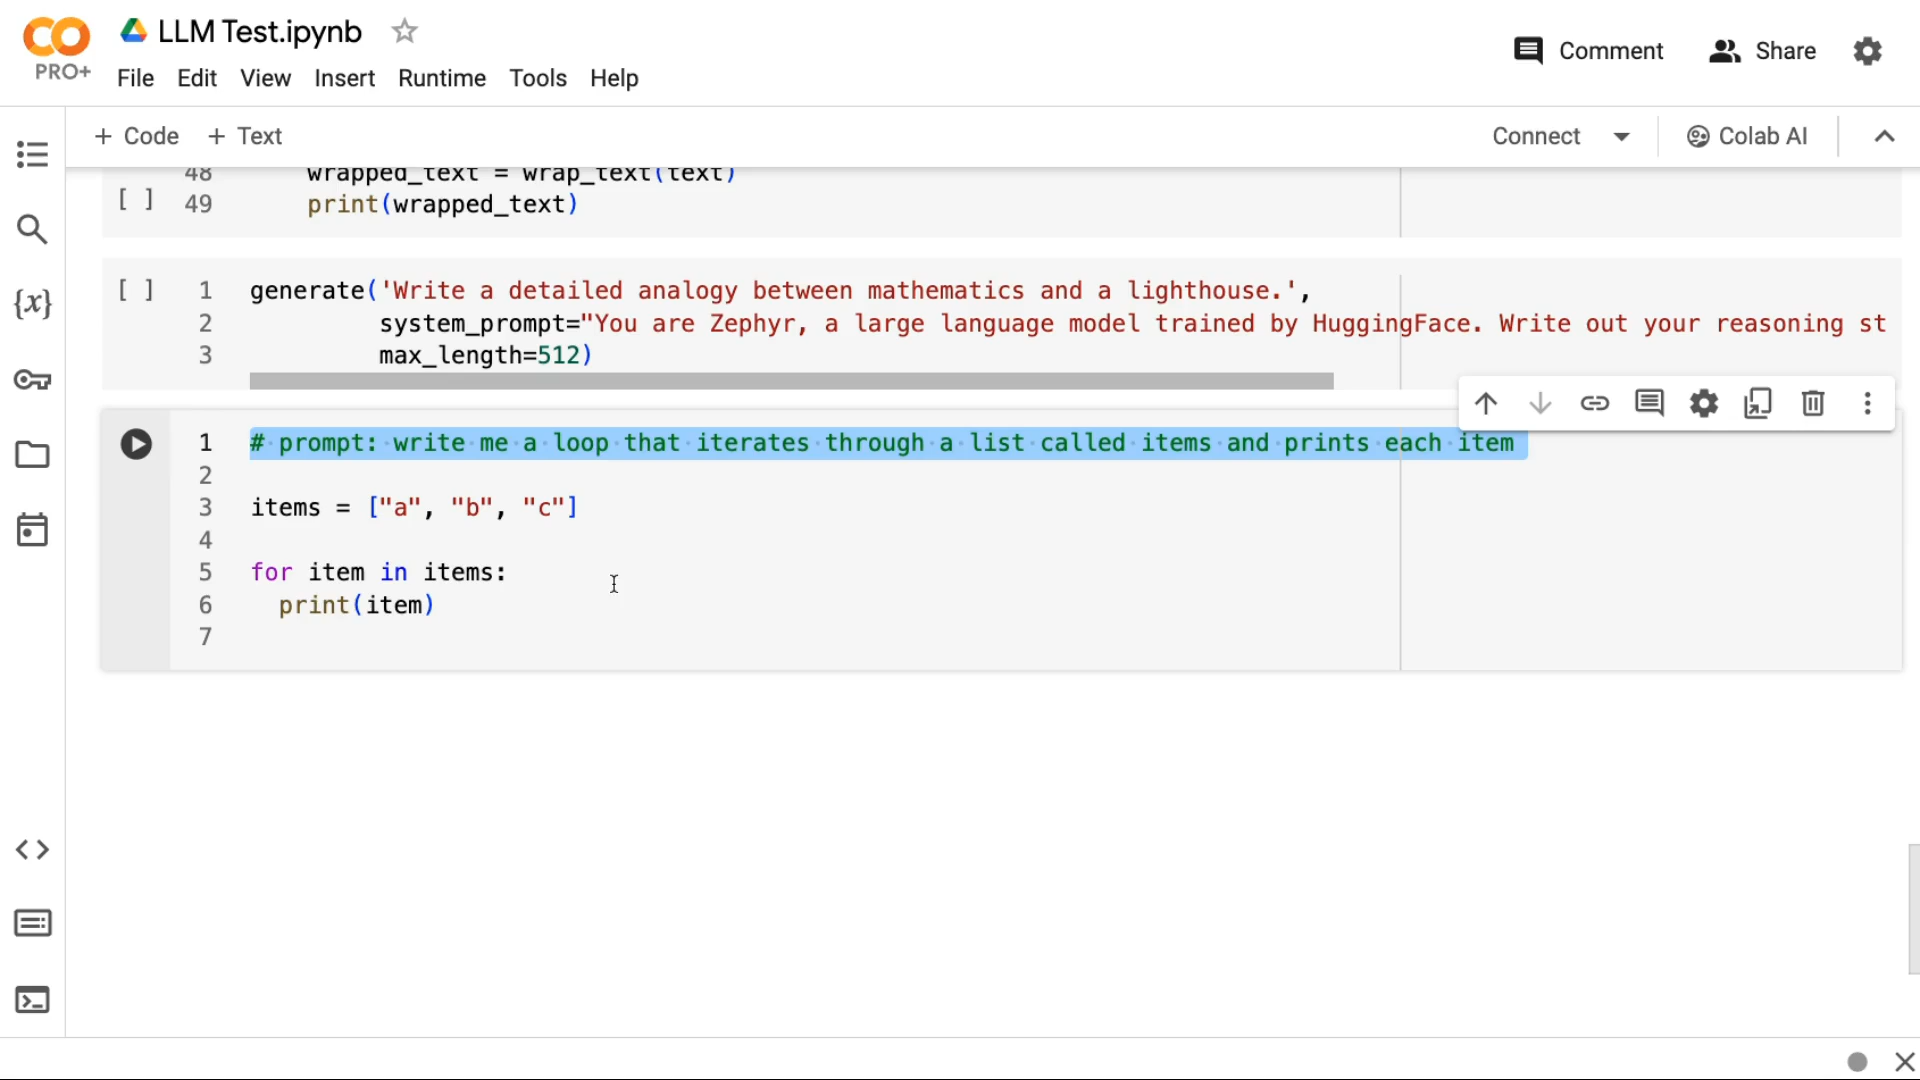 LLM Test.ipynb
PRO+
File Edit View Insert Runtime Tools Help
Comment Share
+ Code + Text
Connect
Colab AI
48 wrapped_text = wrap_text(text)
[ ] 49 print(wrapped_text)
[ ] 1 generate('Write a detailed analogy between mathematics and a lighthouse.',
2 system_prompt="You are Zephyr, a large language model trained by HuggingFace. Write out your reasoning st
3 max_length=512)
1 # prompt: write me a loop that iterates through a list called items and prints each item
2
3 items = ["a", "b", "c"]
4
5 for item in items:
6 print(item)
7